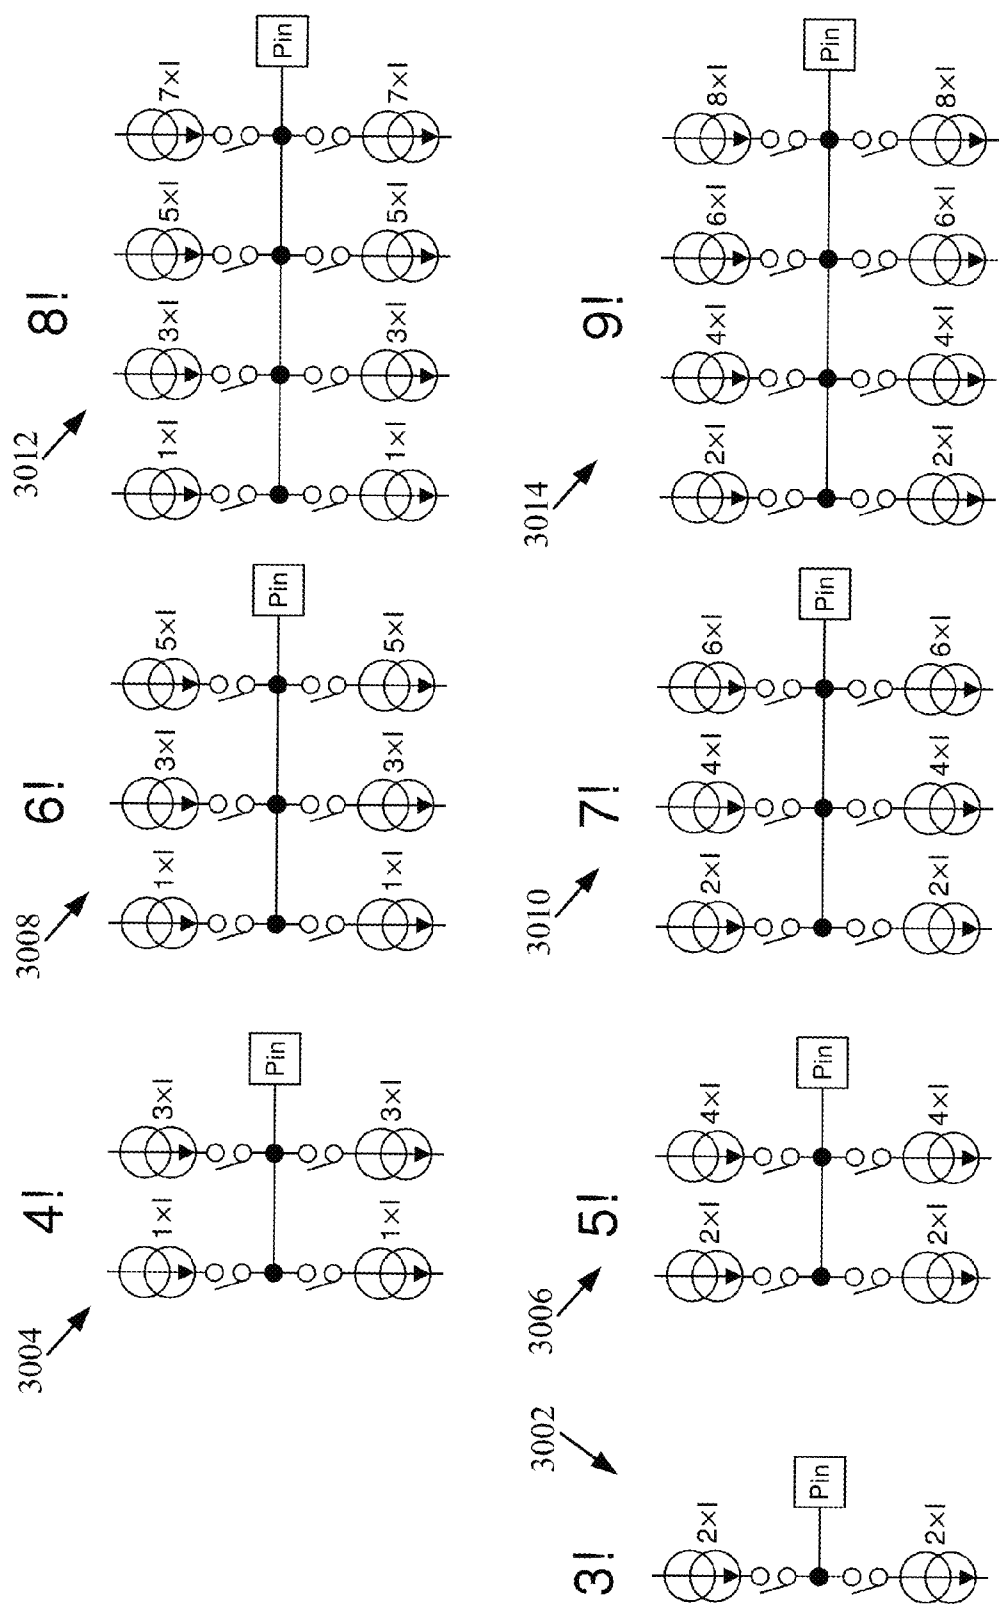 3004
4!
1×I 3×I
Pin
1×I 3×I
3008
6!
1×I 3×I 5×I
Pin
1×I 3×I 5×I
3012
8!
1×I 3×I 5×I 7×I
Pin
1×I 3×I 5×I 7×I
3002
3!
2×I
Pin
2×I
3006
5!
2×I 4×I
Pin
2×I 4×I
3010
7!
2×I 4×I 6×I
Pin
2×I 4×I 6×I
3014
9!
2×I 4×I 6×I 8×I
Pin
2×I 4×I 6×I 8×I